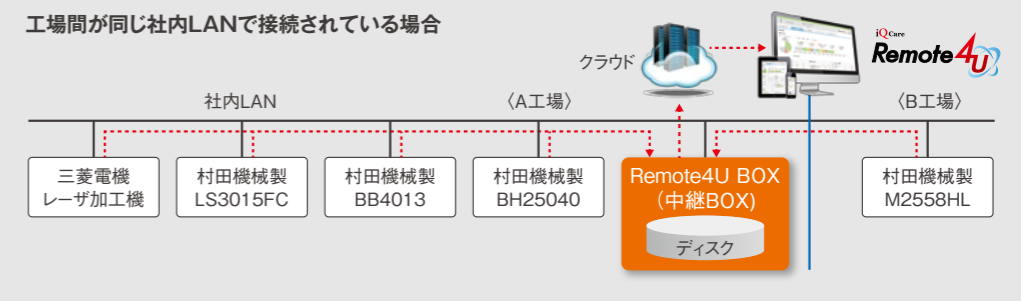 工場間が同じ社内LANで接続されている場合
クラウド
iQ Care
Remote4U
社内LAN
〈A工場〉
〈B工場〉
三菱電機
レーザ加工機
村田機械製
LS3015FC
村田機械製
BB4013
村田機械製
BH25040
Remote4U BOX
（中継BOX)
ディスク
村田機械製
M2558HL